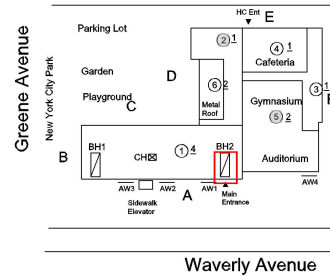 HC Ent
E
Parking Lot
② 1
④ 1
Cafeteria
Greene Avenue
New York City Park
Garden
D
⑥ 2
③ 1
F
Playground
C
Metal
Roof
Gymnasium
⑤ 2
B
BH1
CH
① 4
BH2
Auditorium
AW3
AW2
AW1
AW4
Sidewalk
Elevator
A
Main
Entrance
Waverly Avenue